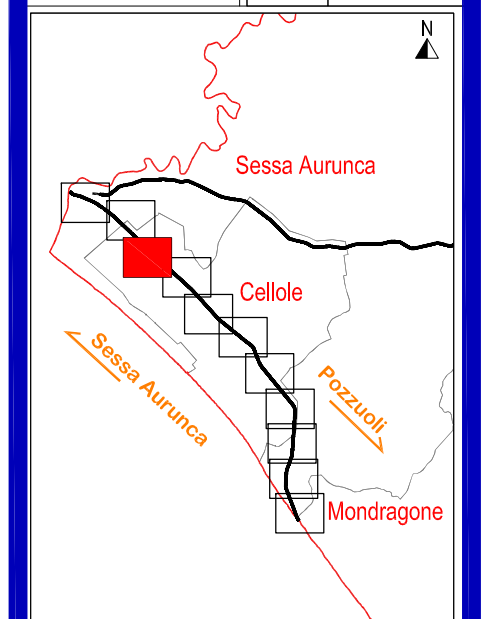 N
Sessa Aurunca
Cellole
Sessa Aurunca
Pozzuoli
Mondragone